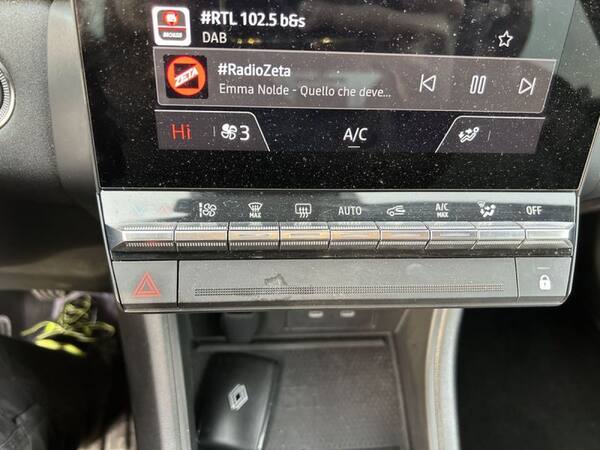 #RTL 102.5 b&s
DAB
ZETA
#RadioZeta
Emma Nolde - Quello che deve...
Hi 3 A/C
MAX AUTO A/C MAX OFF